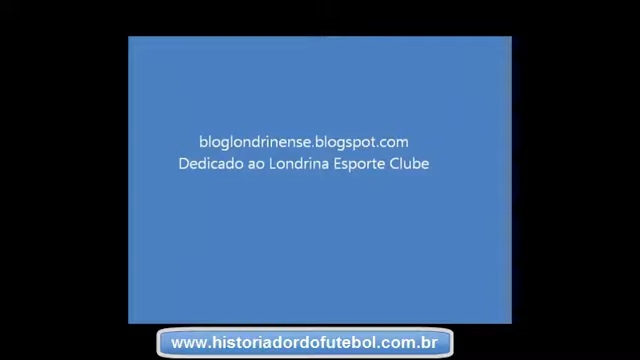 bloglondrinense.blogspot.com
Dedicado ao Londrina Esporte Clube
www.historiadordofutebol.com.br